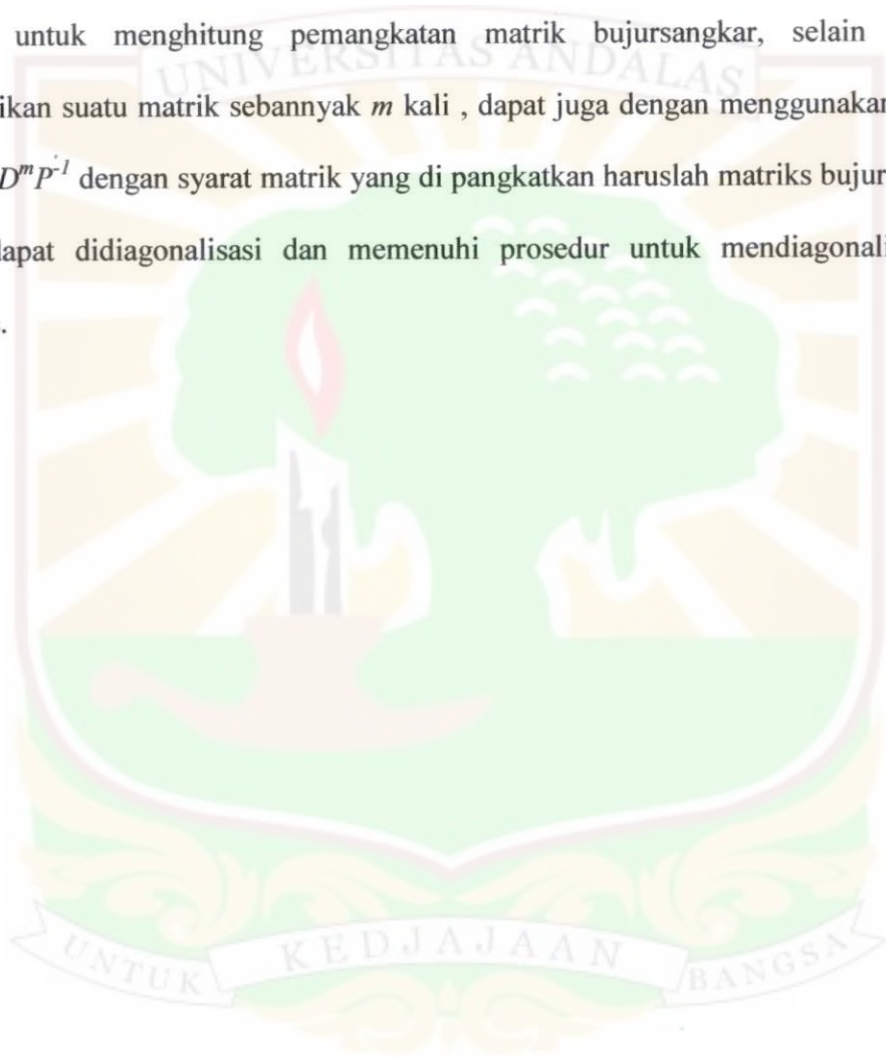 untuk menghitung pemangkatan matrik bujursangkar, selain
UNIVERSITAS ANDALAS
ikan suatu matrik sebannyak m kali , dapat juga dengan menggunakan
DᵐP⁻¹ dengan syarat matrik yang di pangkatkan haruslah matriks bujur
lapat didiagonalisasi dan memenuhi prosedur untuk mendiagonali
.
UNTUK KEDJAJAAN BANGSA